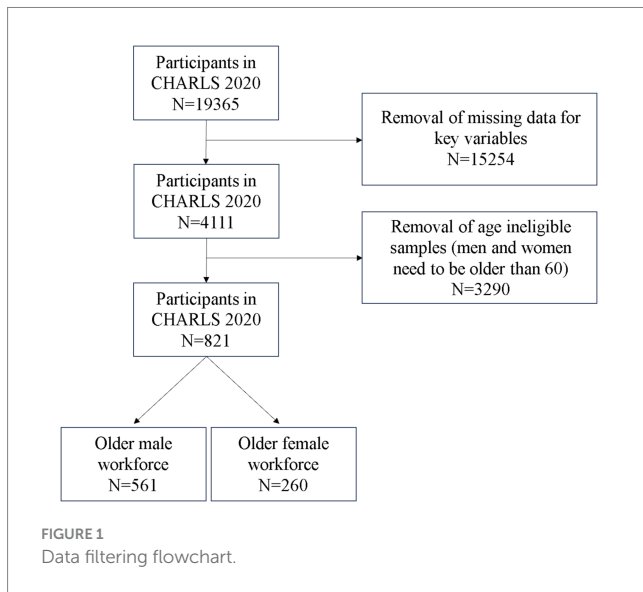 Participants in
CHARLS 2020
N=19365
Removal of missing data for
key variables
N=15254
Participants in
CHARLS 2020
N=4111
Removal of age ineligible
samples (men and women
need to be older than 60)
N=3290
Participants in
CHARLS 2020
N=821
Older male
workforce
N=561
Older female
workforce
N=260
FIGURE 1
Data filtering flowchart.